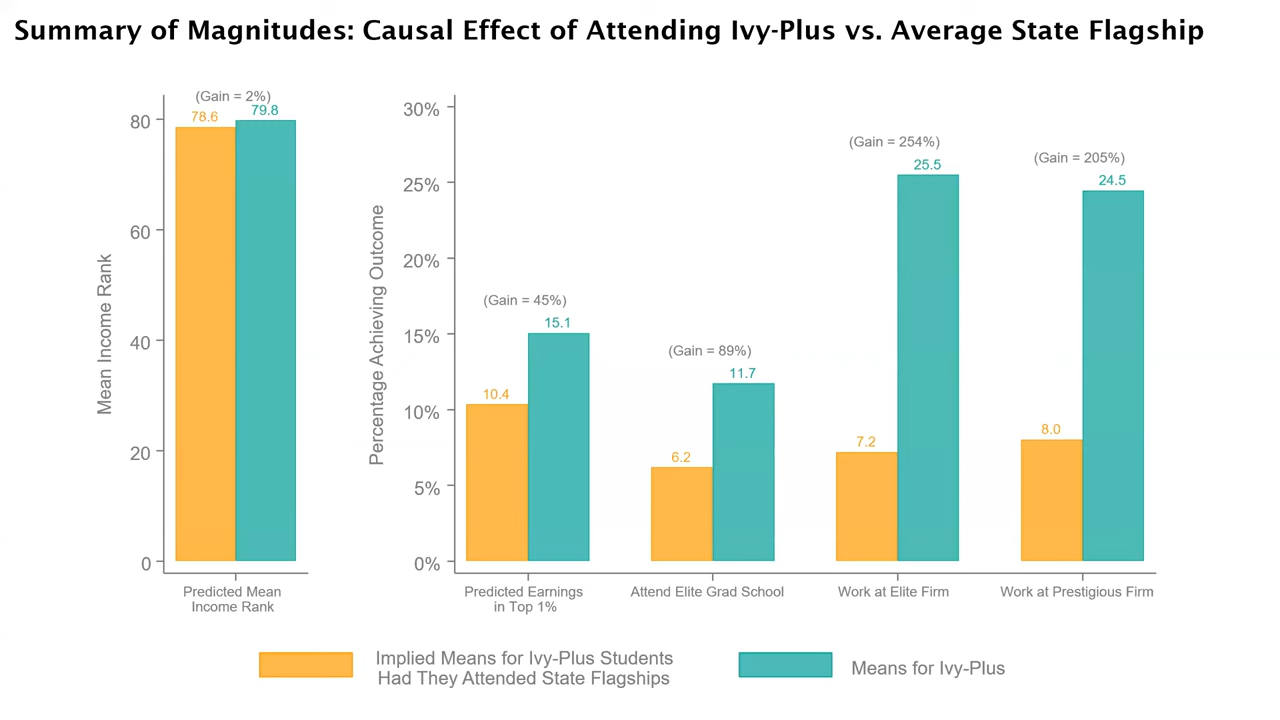 Summary of Magnitudes: Causal Effect of Attending Ivy-Plus vs. Average State Flagship
Mean Income Rank
80
60
40
20
0
(Gain = 2%)
78.6
79.8
Predicted Mean
Income Rank
Percentage Achieving Outcome
30%
25%
20%
15%
10%
5%
0%
(Gain = 45%)
10.4
15.1
Predicted Earnings
in Top 1%
(Gain = 89%)
6.2
11.7
Attend Elite Grad School
(Gain = 254%)
7.2
25.5
Work at Elite Firm
(Gain = 205%)
8.0
24.5
Work at Prestigious Firm
Implied Means for Ivy-Plus Students
Had They Attended State Flagships
Means for Ivy-Plus